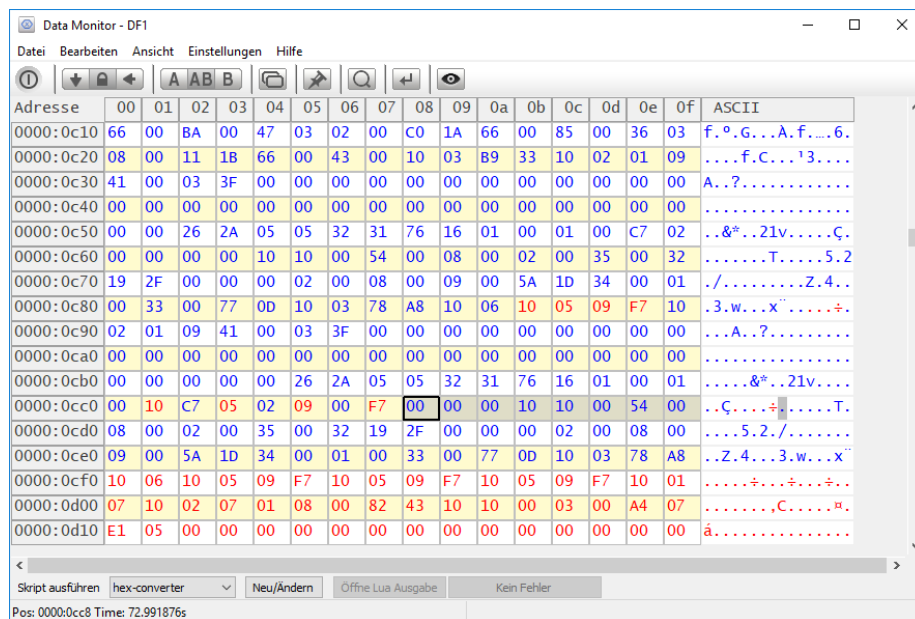 Data Monitor - DF1
Datei Bearbeiten Ansicht Einstellungen Hilfe
A AB B
Adresse 00 01 02 03 04 05 06 07 08 09 0a 0b 0c 0d 0e 0f ASCII
0000:0c10 66 00 BA 00 47 03 02 00 C0 1A 66 00 85 00 36 03 f.º.G...À.f.….6.
0000:0c20 08 00 11 1B 66 00 43 00 10 03 B9 33 10 02 01 09 ....f.C...¹3....
0000:0c30 41 00 03 3F 00 00 00 00 00 00 00 00 00 00 00 00 A..?............
0000:0c40 00 00 00 00 00 00 00 00 00 00 00 00 00 00 00 00 ................
0000:0c50 00 00 26 2A 05 05 32 31 76 16 01 00 01 00 C7 02 ..&*..21v.....Ç.
0000:0c60 00 00 00 00 10 10 00 54 00 08 00 02 00 35 00 32 .......T.....5.2
0000:0c70 19 2F 00 00 00 02 00 08 00 09 00 5A 1D 34 00 01 ./.........Z.4..
0000:0c80 00 33 00 77 0D 10 03 78 A8 10 06 10 05 09 F7 10 .3.w...x¨.....÷.
0000:0c90 02 01 09 41 00 03 3F 00 00 00 00 00 00 00 00 00 ...A..?.........
0000:0ca0 00 00 00 00 00 00 00 00 00 00 00 00 00 00 00 00 ................
0000:0cb0 00 00 00 00 00 26 2A 05 05 32 31 76 16 01 00 01 .....&*..21v....
0000:0cc0 00 10 C7 05 02 09 00 F7 00 00 00 10 10 00 54 00 ..Ç....÷......T.
0000:0cd0 08 00 02 00 35 00 32 19 2F 00 00 00 02 00 08 00 ....5.2./.......
0000:0ce0 09 00 5A 1D 34 00 01 00 33 00 77 0D 10 03 78 A8 ..Z.4...3.w...x¨
0000:0cf0 10 06 10 05 09 F7 10 05 09 F7 10 05 09 F7 10 01 .....÷...÷...÷..
0000:0d00 07 10 02 07 01 08 00 82 43 10 10 00 03 00 A4 07 .......‚C.....¤.
0000:0d10 E1 05 00 00 00 00 00 00 00 00 00 00 00 00 00 00 á...............
Skript ausführen hex-converter Neu/Ändern Öffne Lua Ausgabe Kein Fehler
Pos: 0000:0cc8 Time: 72.991876s